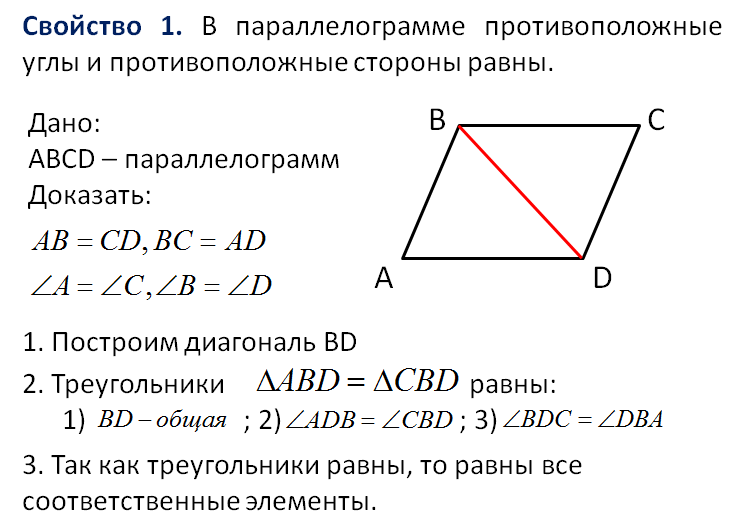 Свойство 1. В параллелограмме противоположные
углы и противоположные стороны равны.
Дано:
ABCD – параллелограмм
Доказать:
AB = CD, BC = AD
∠A = ∠C, ∠B = ∠D
B
C
A
D
1. Построим диагональ BD
2. Треугольники ΔABD = ΔCBD равны:
1) BD – общая ; 2) ∠ADB = ∠CBD ; 3) ∠BDC = ∠DBA
3. Так как треугольники равны, то равны все
соответственные элементы.